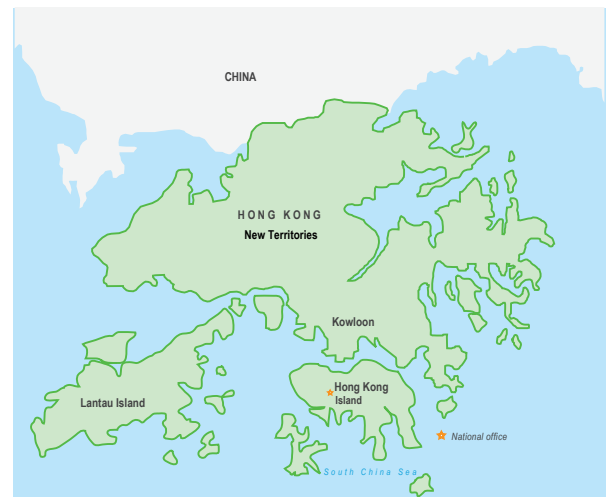 CHINA
HONG KONG
New Territories
Kowloon
Hong Kong
Island
Lantau Island
National office
South China Sea